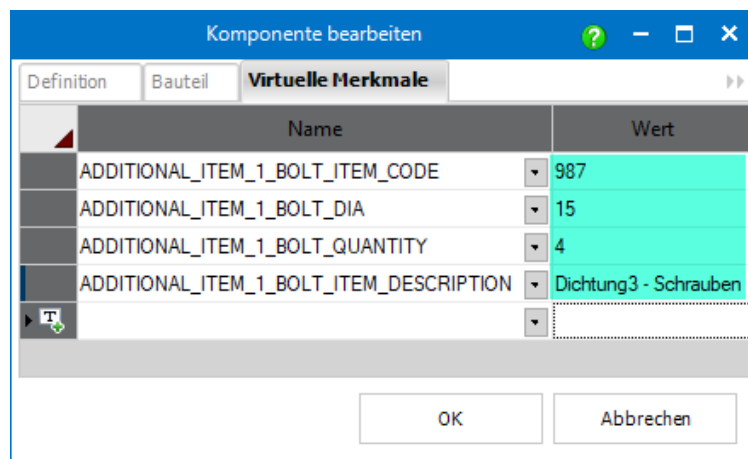 Komponente bearbeiten
Definition Bauteil Virtuelle Merkmale
Name Wert
ADDITIONAL_ITEM_1_BOLT_ITEM_CODE 987
ADDITIONAL_ITEM_1_BOLT_DIA 15
ADDITIONAL_ITEM_1_BOLT_QUANTITY 4
ADDITIONAL_ITEM_1_BOLT_ITEM_DESCRIPTION Dichtung3 - Schrauben
OK Abbrechen